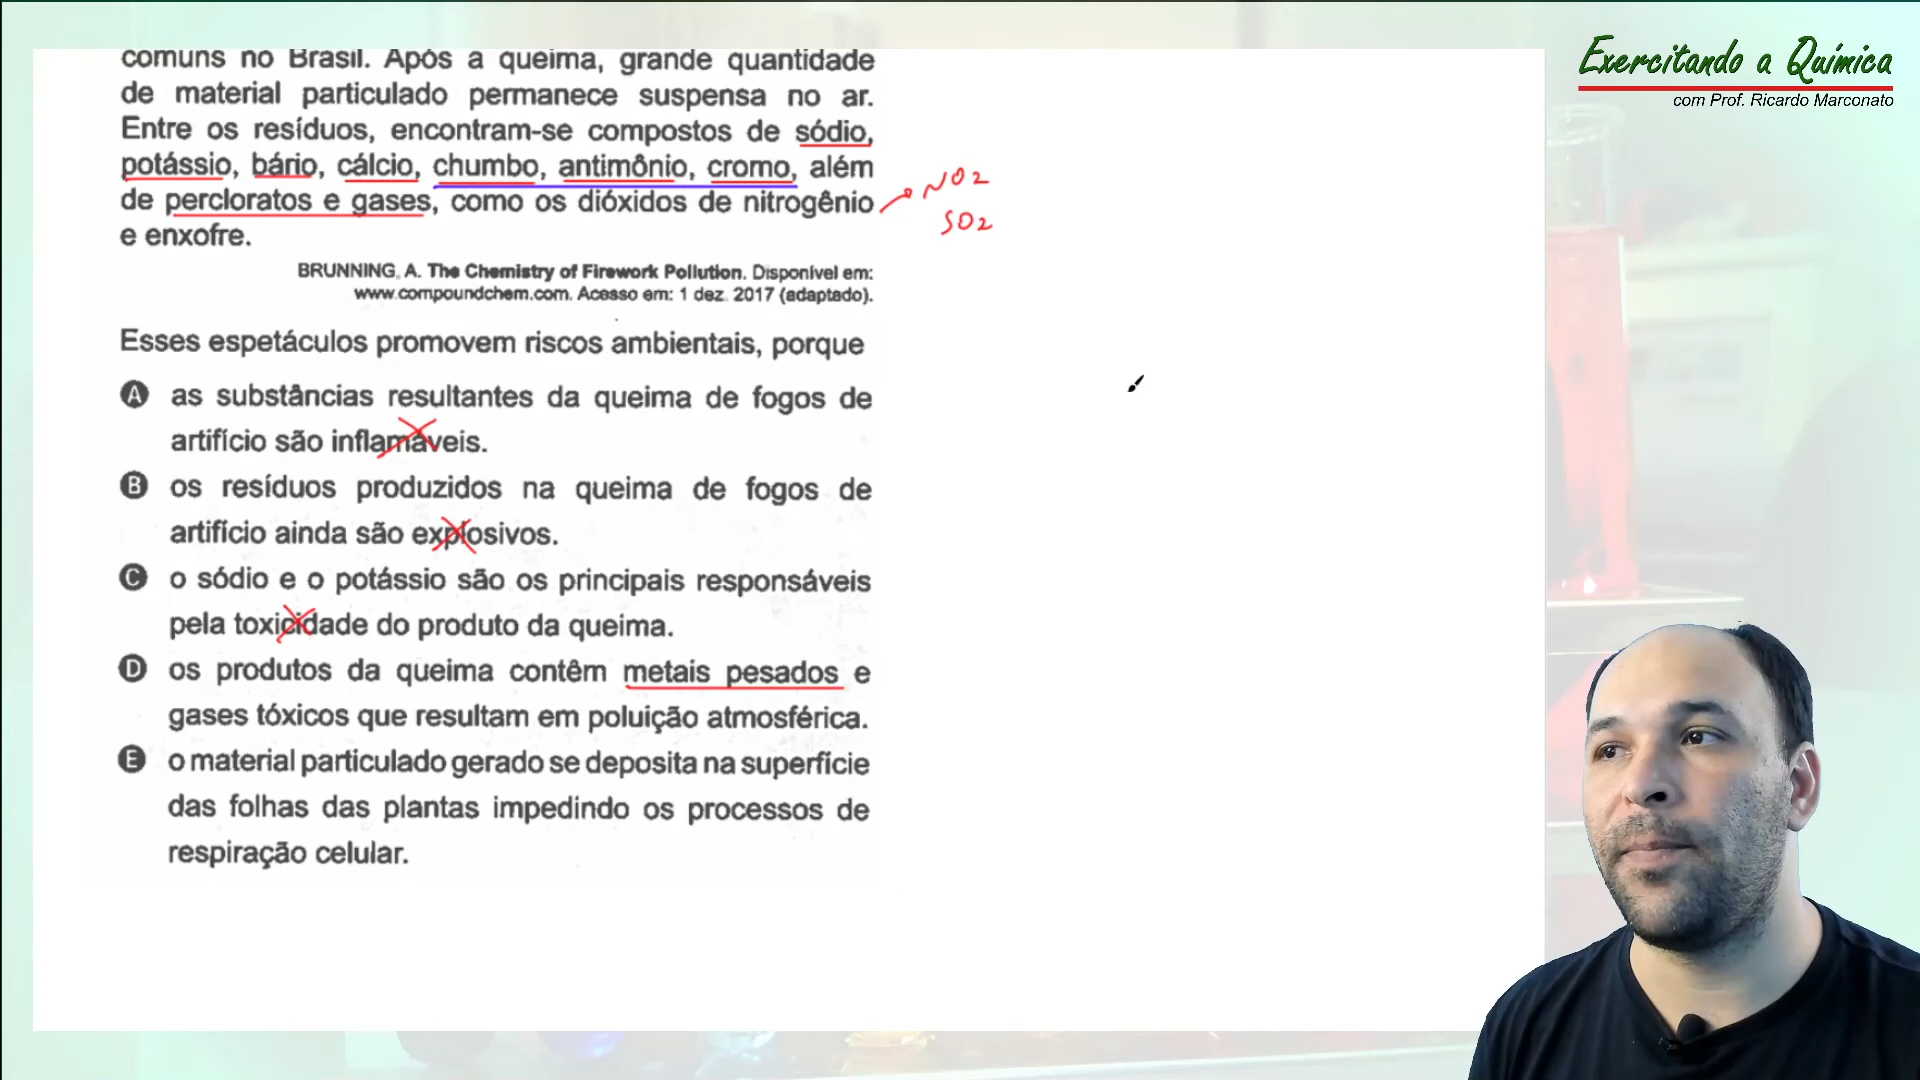 Exercitando a Química
com Prof. Ricardo Marconato
comuns no Brasil. Após a queima, grande quantidade
de material particulado permanece suspensa no ar.
Entre os resíduos, encontram-se compostos de sódio,
potássio, bário, cálcio, chumbo, antimônio, cromo, além
de percloratos e gases, como os dióxidos de nitrogênio
e enxofre.
NO2
SO2
BRUNNING, A. The Chemistry of Firework Pollution. Disponível em:
www.compoundchem.com. Acesso em: 1 dez. 2017 (adaptado).
Esses espetáculos promovem riscos ambientais, porque
A as substâncias resultantes da queima de fogos de
artifício são inflamáveis.
B os resíduos produzidos na queima de fogos de
artifício ainda são explosivos.
C o sódio e o potássio são os principais responsáveis
pela toxicidade do produto da queima.
D os produtos da queima contêm metais pesados e
gases tóxicos que resultam em poluição atmosférica.
E o material particulado gerado se deposita na superfície
das folhas das plantas impedindo os processos de
respiração celular.